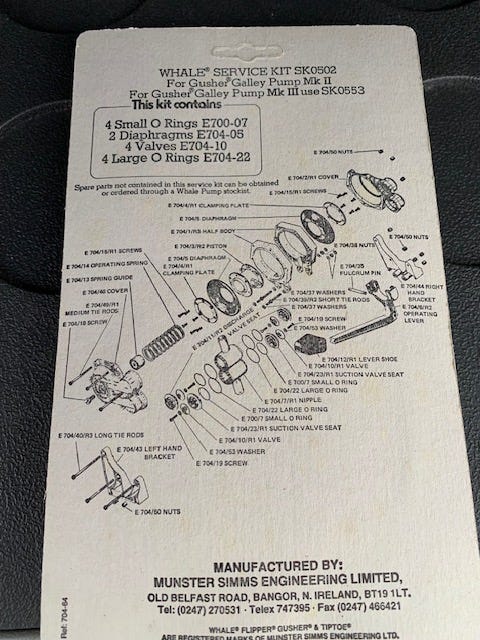 WHALE® SERVICE KIT SK0502
For Gusher® Galley Pump Mk II
For Gusher® Galley Pump Mk III use SK0553
This kit contains
4 Small O Rings E700-07
2 Diaphragms E704-05
4 Valves E704-10
4 Large O Rings E704-22
Spare parts not contained in this service kit can be obtained
or ordered through a Whale Pump stockist.
E 704/50 NUTS
E 704/2/R1 COVER
E 704/15/R1 SCREWS
E 704/4/R1 CLAMPING PLATE
E 704/5 DIAPHRAGM
E 704/1/R5 HALF BODY
E 704/3/R2 PISTON
E 704/5 DIAPHRAGM
E 704/4/R1
CLAMPING PLATE
E 704/15/R1 SCREWS
E 704/14 OPERATING SPRING
E 704/13 SPRING GUIDE
E 704/46 COVER
E 704/49/R1
MEDIUM TIE RODS
E 704/18 SCREW
E 704/38 NUTS
E 704/50 NUTS
E 704/35
FULCRUM PIN
E 704/44 RIGHT
HAND
BRACKET
E 704/6/R2
OPERATING
LEVER
E 704/37 WASHERS
E 704/39/R2 SHORT TIE RODS
E 704/37 WASHERS
E 704/11/R2 DISCHARGE
VALVE SEAT
E 704/19 SCREW
E 704/53 WASHER
E 704/12/R1 LEVER SHOE
E 704/10/R1 VALVE
E 704/23/R1 SUCTION VALVE SEAT
E 700/7 SMALL O RING
E 704/22 LARGE O RING
E 704/7/R1 NIPPLE
E 704/22 LARGE O RING
E 700/7 SMALL O RING
E 704/23/R1 SUCTION VALVE SEAT
E 704/10/R1 VALVE
E 704/53 WASHER
E 704/19 SCREW
E 704/40/R3 LONG TIE RODS
E 704/43 LEFT HAND
BRACKET
E 704/50 NUTS
MANUFACTURED BY:
MUNSTER SIMMS ENGINEERING LIMITED,
OLD BELFAST ROAD, BANGOR, N. IRELAND, BT19 1LT.
Tel: (0247) 270531 · Telex 747395 · Fax (0247) 466421
WHALE® FLIPPER® GUSHER® & TIPTOE®
ARE REGISTERED MARKS OF MUNSTER SIMMS ENGINEERING LTD.
Ref: 704-64